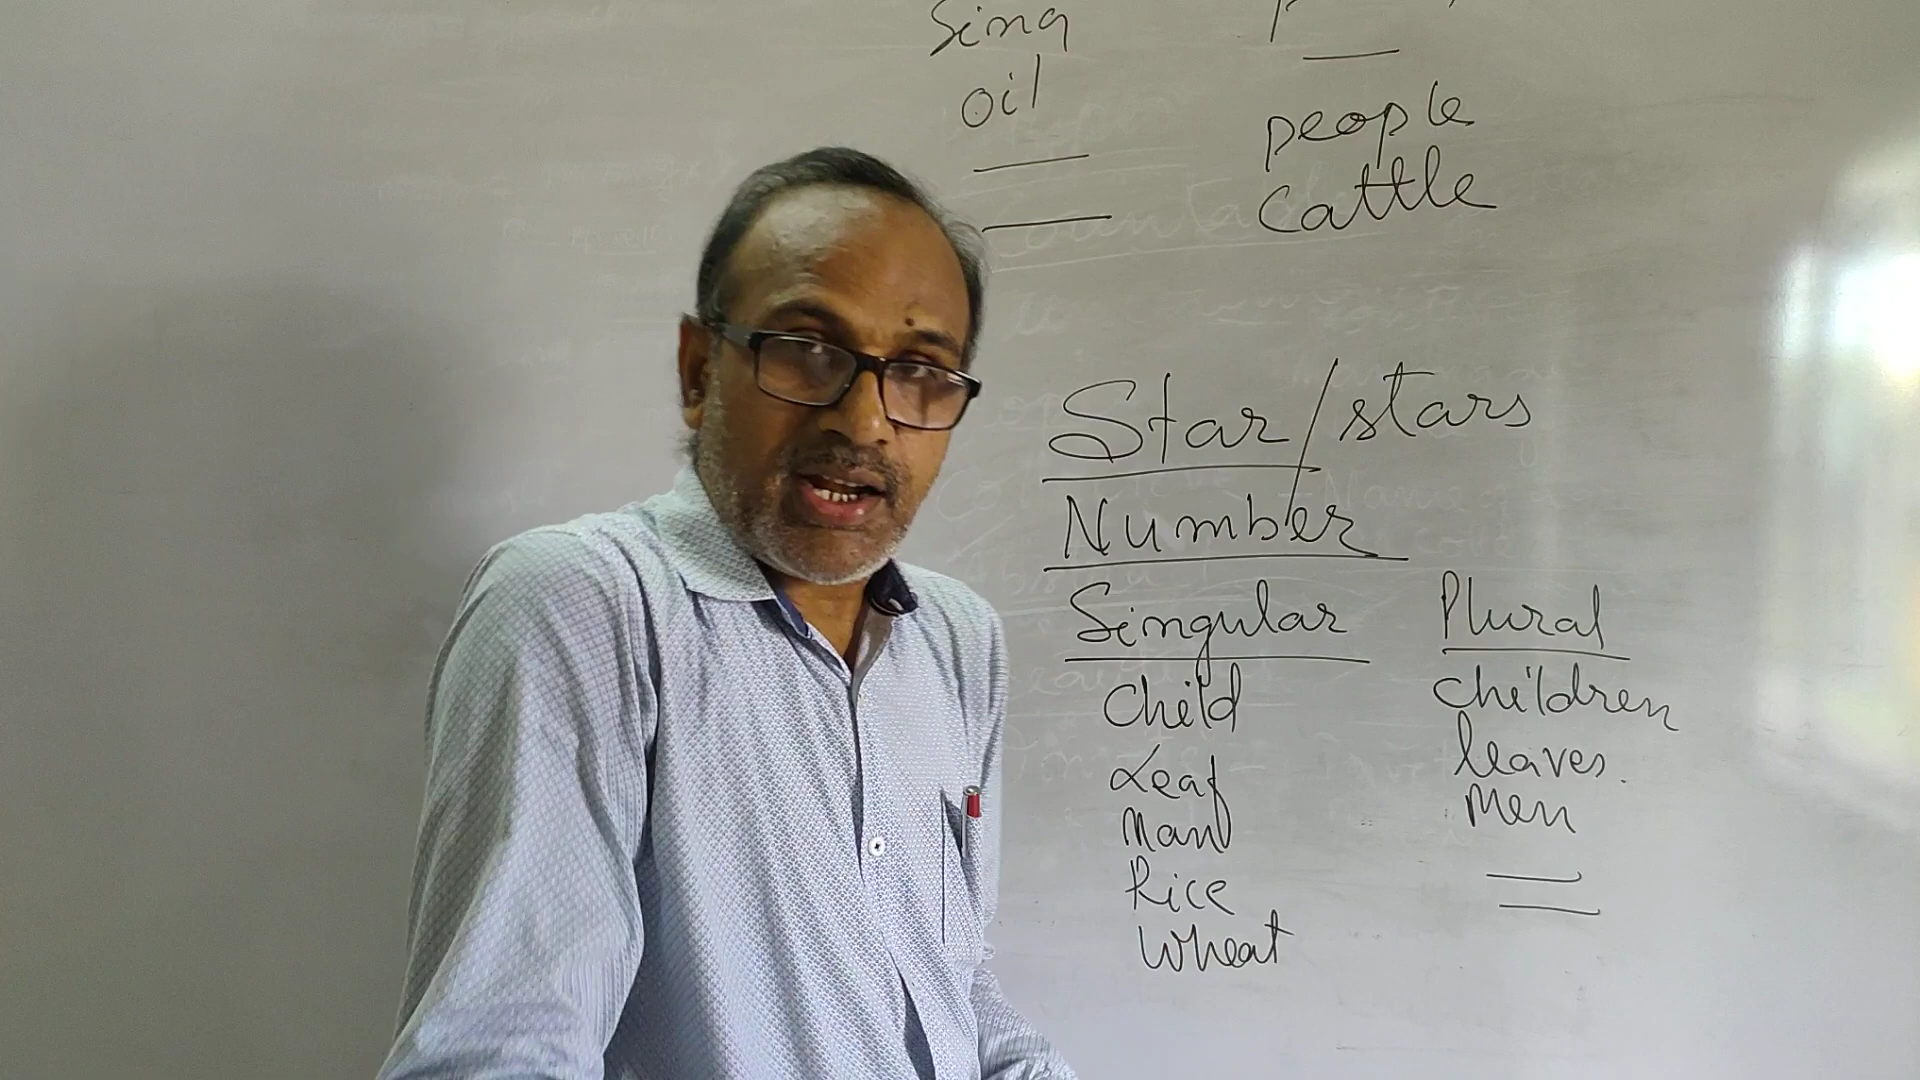 Sing
oil
people
cattle
Star/stars
Number
Singular Plural
Child children
Leaf leaves.
Man Men
Rice
Wheat